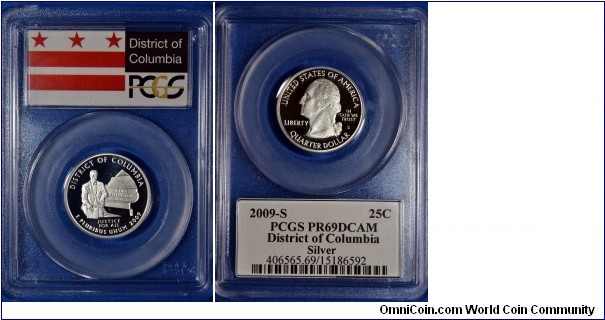 District of
Columbia
PCGS
DISTRICT OF COLUMBIA
JUSTICE
FOR ALL
E PLURIBUS UNUM 2009
UNITED STATES OF AMERICA
LIBERTY
IN
GOD WE
TRUST
S
QUARTER DOLLAR
2009-S 25C
PCGS PR69DCAM
District of Columbia
Silver
406565.69/15186592
OmniCoin.com World Coin Community